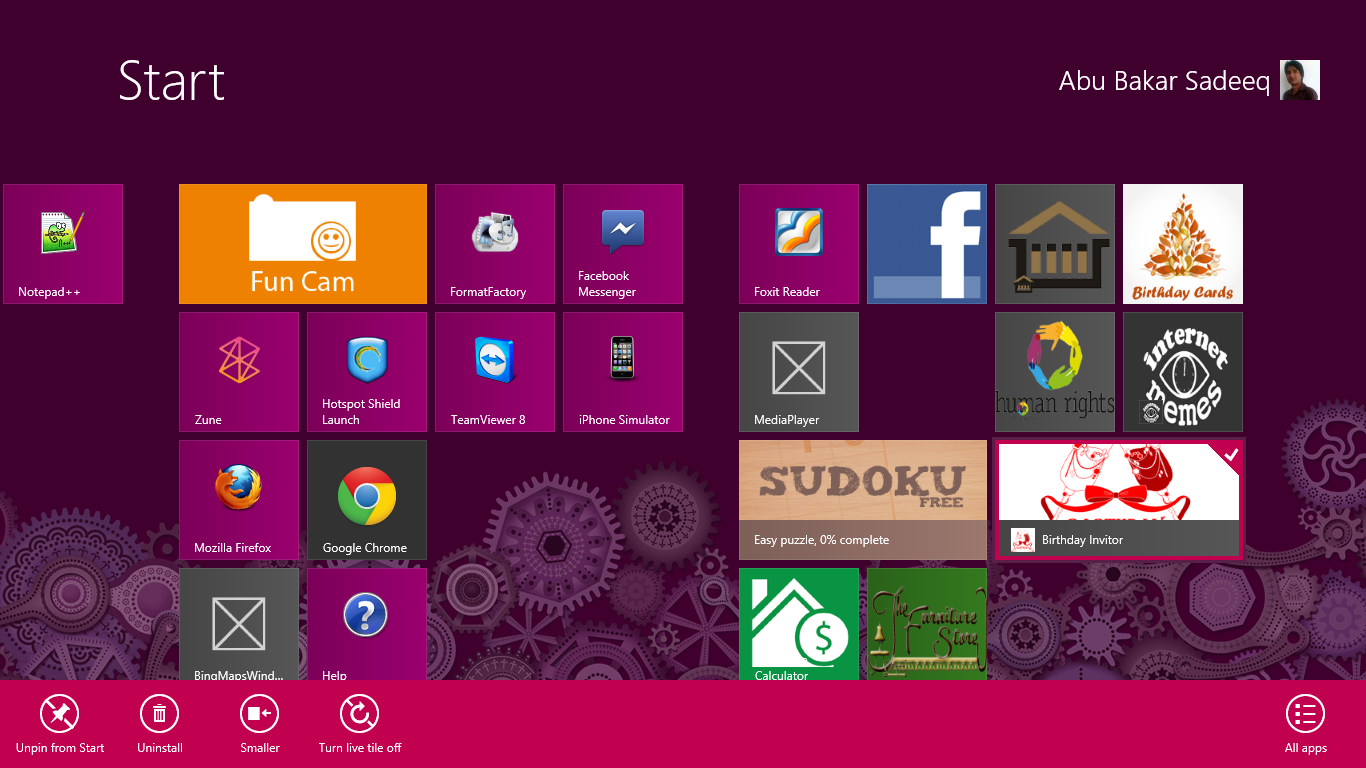 Start
Abu Bakar Sadeeq
Notepad++
Fun Cam
FormatFactory
Facebook
Messenger
Foxit Reader
f
Birthday Cards
Zune
Hotspot Shield
Launch
TeamViewer 8
iPhone Simulator
MediaPlayer
human rights
internet
memes
Mozilla Firefox
Google Chrome
SUDOKU
FREE
Easy puzzle, 0% complete
Birthday Invitor
BingMapsWind...
Help
Calculator
The
Furniture
Store
Unpin from Start
Uninstall
Smaller
Turn live tile off
All apps